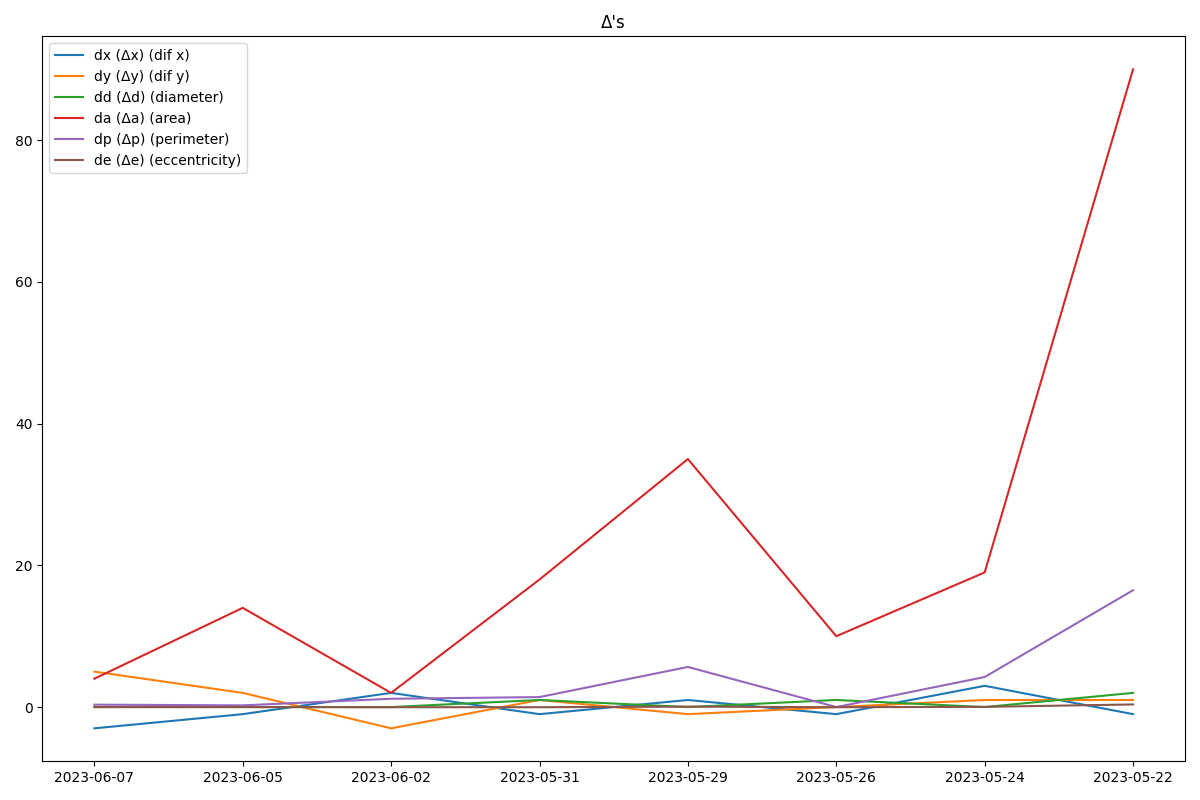 Δ's
dx (Δx) (dif x)
dy (Δy) (dif y)
dd (Δd) (diameter)
da (Δa) (area)
dp (Δp) (perimeter)
de (Δe) (eccentricity)
80
60
40
20
0
2023-06-07 2023-06-05 2023-06-02 2023-05-31 2023-05-29 2023-05-26 2023-05-24 2023-05-22